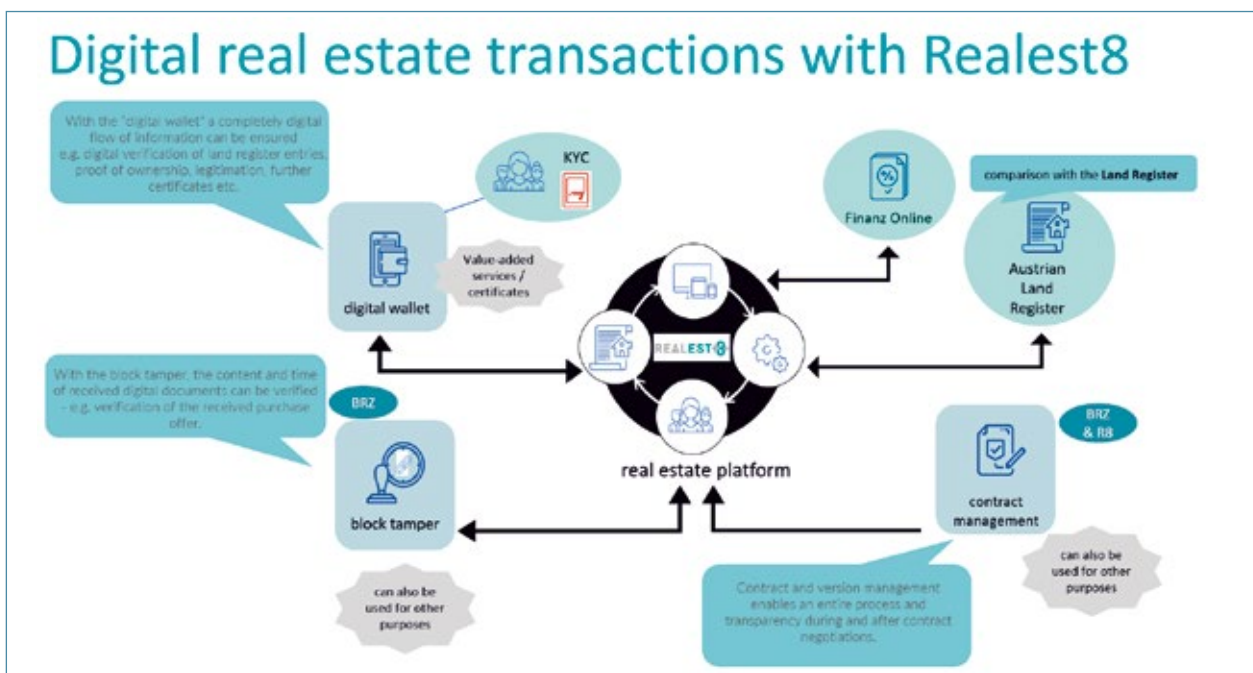 Digital real estate transactions with Realest8
With the "digital wallet" a completely digital
flow of information can be ensured
e.g. digital verification of land register entries,
proof of ownership, legitimation, further
certificates etc.
KYC
digital wallet
Value-added
services /
certificates
Finanz Online
comparison with the Land Register
Austrian
Land
Register
REALEST8
real estate platform
With the block tamper, the content and time
of received digital documents can be verified
- e.g. verification of the received purchase
offer.
BRZ
block tamper
can also be
used for other
purposes
BRZ
& R8
contract
management
can also be
used for other
purposes
Contract and version management
enables an entire process and
transparency during and after contract
negotiations.